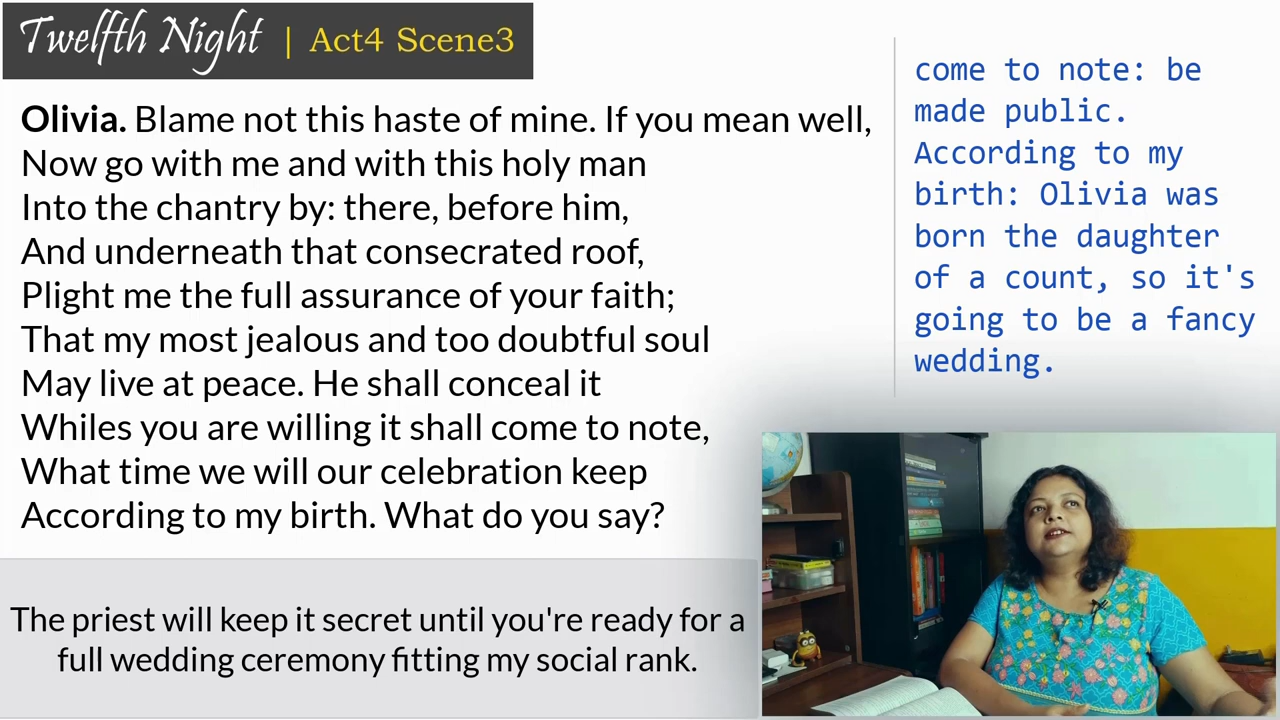 Twelfth Night | Act4 Scene3
Olivia. Blame not this haste of mine. If you mean well,
Now go with me and with this holy man
Into the chantry by: there, before him,
And underneath that consecrated roof,
Plight me the full assurance of your faith;
That my most jealous and too doubtful soul
May live at peace. He shall conceal it
Whiles you are willing it shall come to note,
What time we will our celebration keep
According to my birth. What do you say?
come to note: be
made public.
According to my
birth: Olivia was
born the daughter
of a count, so it's
going to be a fancy
wedding.
The priest will keep it secret until you're ready for a
full wedding ceremony fitting my social rank.